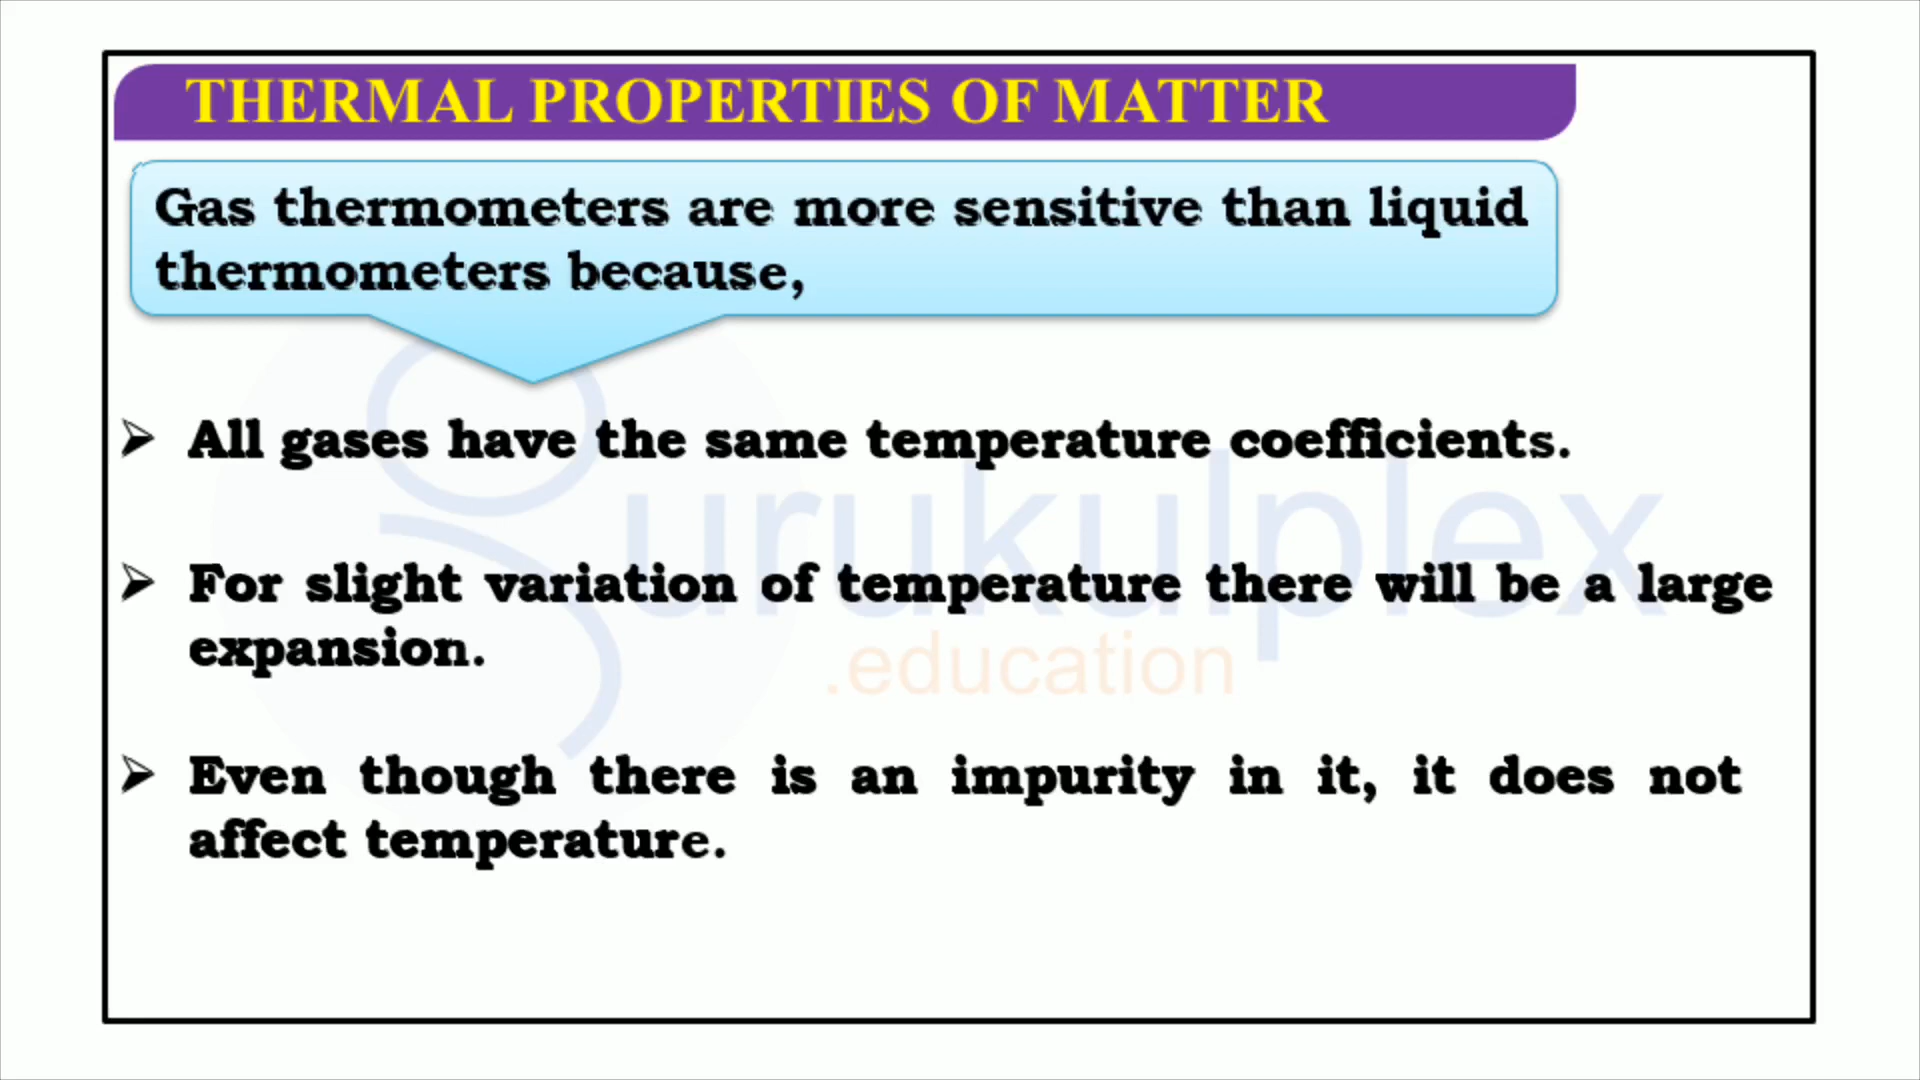 THERMAL PROPERTIES OF MATTER
Gas thermometers are more sensitive than liquid
thermometers because,
➢ All gases have the same temperature coefficients.
➢ For slight variation of temperature there will be a large
expansion.
➢ Even though there is an impurity in it, it does not
affect temperature.
gurukulplex
.education